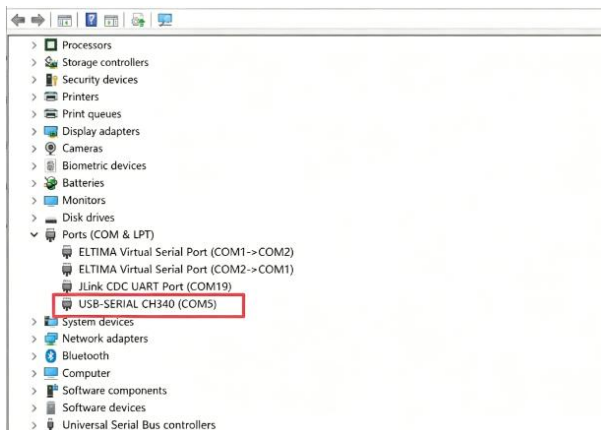 Processors
Storage controllers
Security devices
Printers
Print queues
Display adapters
Cameras
Biometric devices
Batteries
Monitors
Disk drives
Ports (COM & LPT)
ELTIMA Virtual Serial Port (COM1->COM2)
ELTIMA Virtual Serial Port (COM2->COM1)
JLink CDC UART Port (COM19)
USB-SERIAL CH340 (COM5)
System devices
Network adapters
Bluetooth
Computer
Software components
Software devices
Universal Serial Bus controllers